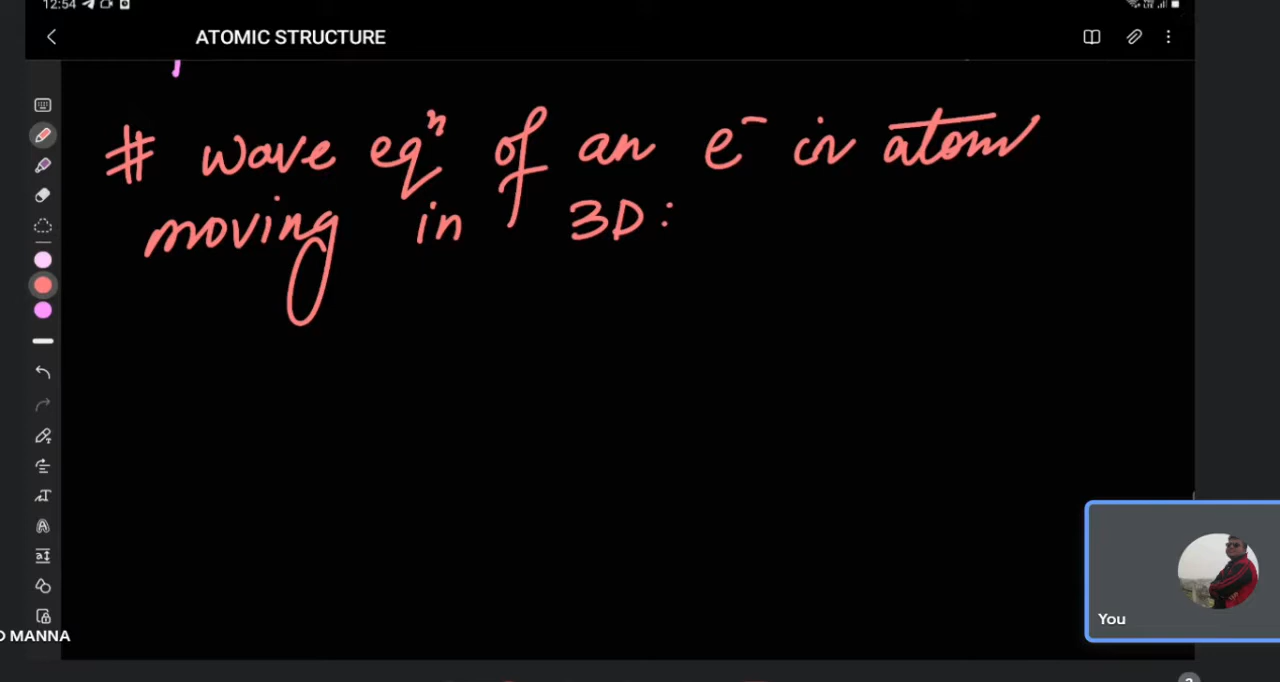 12:54
ATOMIC STRUCTURE
# wave eqⁿ of an e⁻ in atom
moving in 3D:
MANNA
You